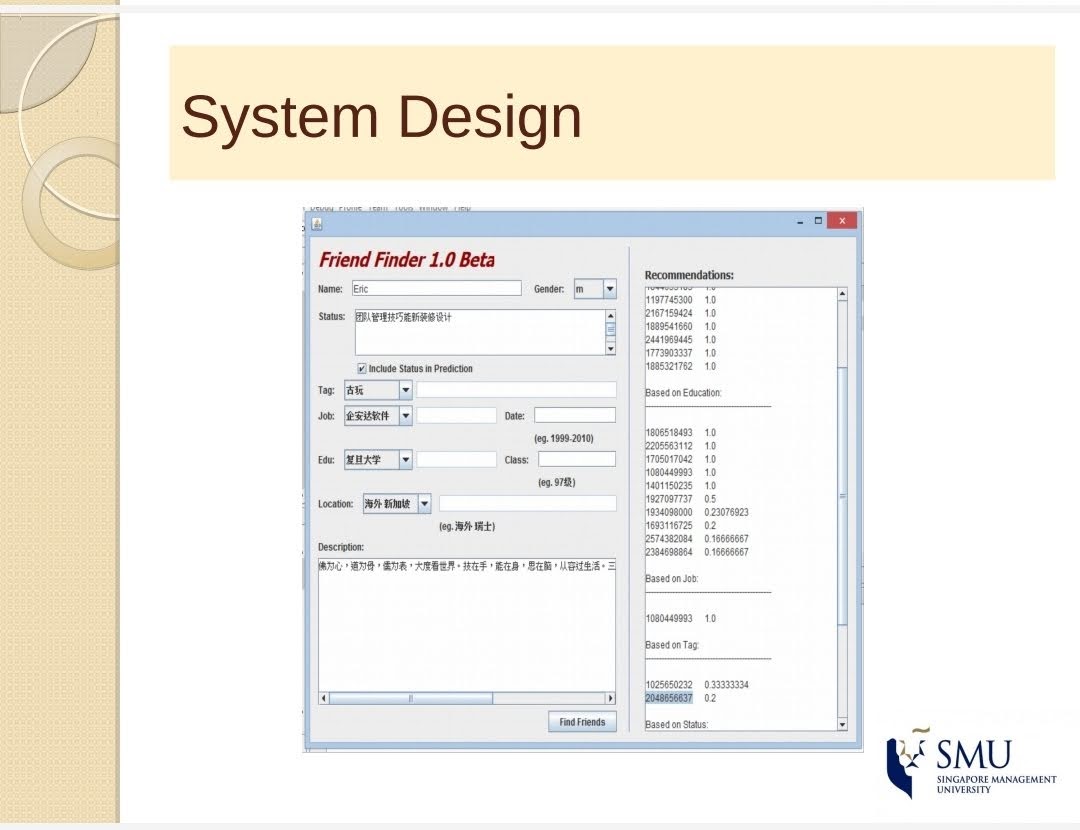 System Design
Debug Profile Team Tools Window Help
Friend Finder 1.0 Beta
Name: Eric Gender: m
Status: 团队管理技巧能新装修设计
Include Status in Prediction
Tag: 古玩
Job: 企安达软件 Date:
(eg. 1999-2010)
Edu: 复旦大学 Class:
(eg. 97级)
Location: 海外 新加坡
(eg. 海外 瑞士)
Description:
佛为心，道为骨，儒为表，大度看世界。技在手，能在身，思在脑，从容过生活。三
Find Friends
Recommendations:
1197745300 1.0
2167159424 1.0
1889541660 1.0
2441969445 1.0
1773903337 1.0
1885321762 1.0
Based on Education:
1806518493 1.0
2205563112 1.0
1705017042 1.0
1080449993 1.0
1401150235 1.0
1927097737 0.5
1934098000 0.23076923
1693116725 0.2
2574382084 0.16666667
2384698864 0.16666667
Based on Job:
1080449993 1.0
Based on Tag:
1025650232 0.33333334
2048656637 0.2
Based on Status:
SMU
SINGAPORE MANAGEMENT
UNIVERSITY